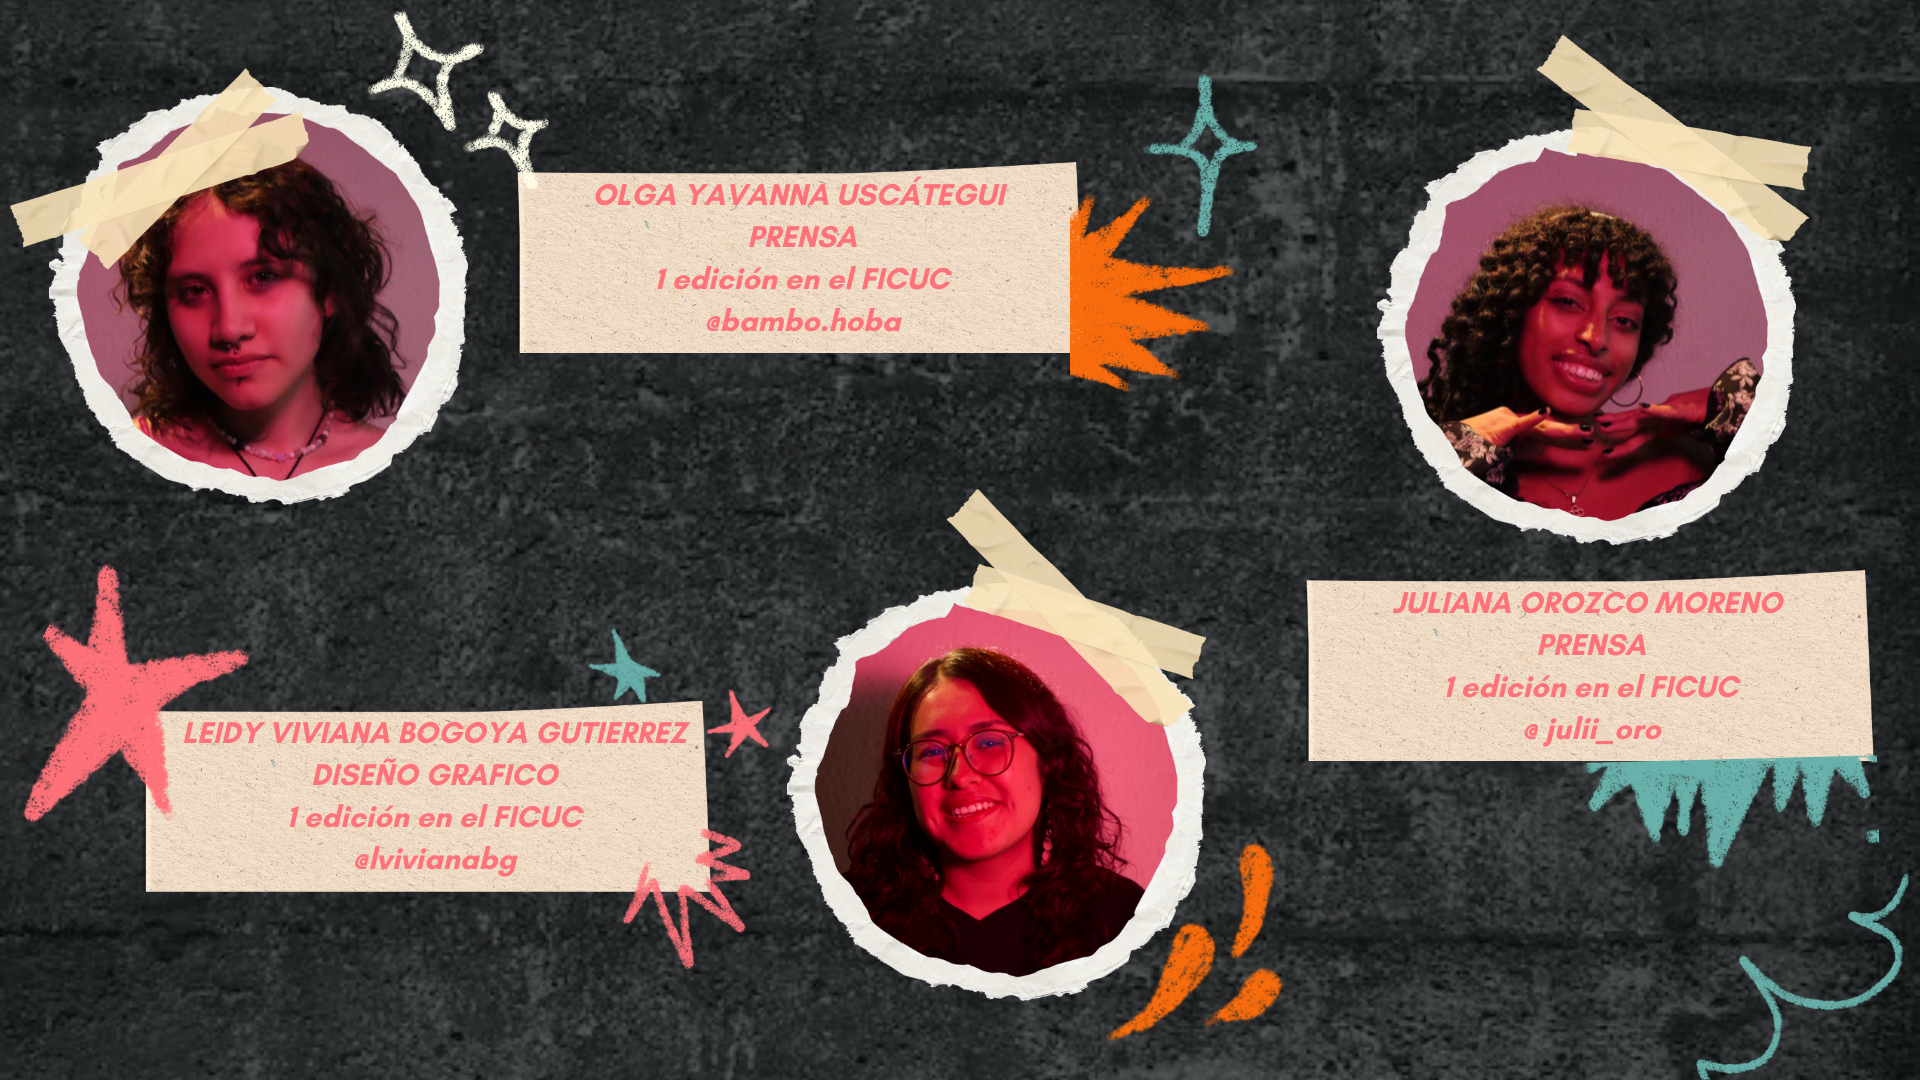 OLGA YAVANNA USCÁTEGUI
PRENSA
1 edición en el FICUC
@bambo.hoba
JULIANA OROZCO MORENO
PRENSA
1 edición en el FICUC
@ julii_oro
LEIDY VIVIANA BOGOYA GUTIERREZ
DISEÑO GRAFICO
1 edición en el FICUC
@lvivianabg